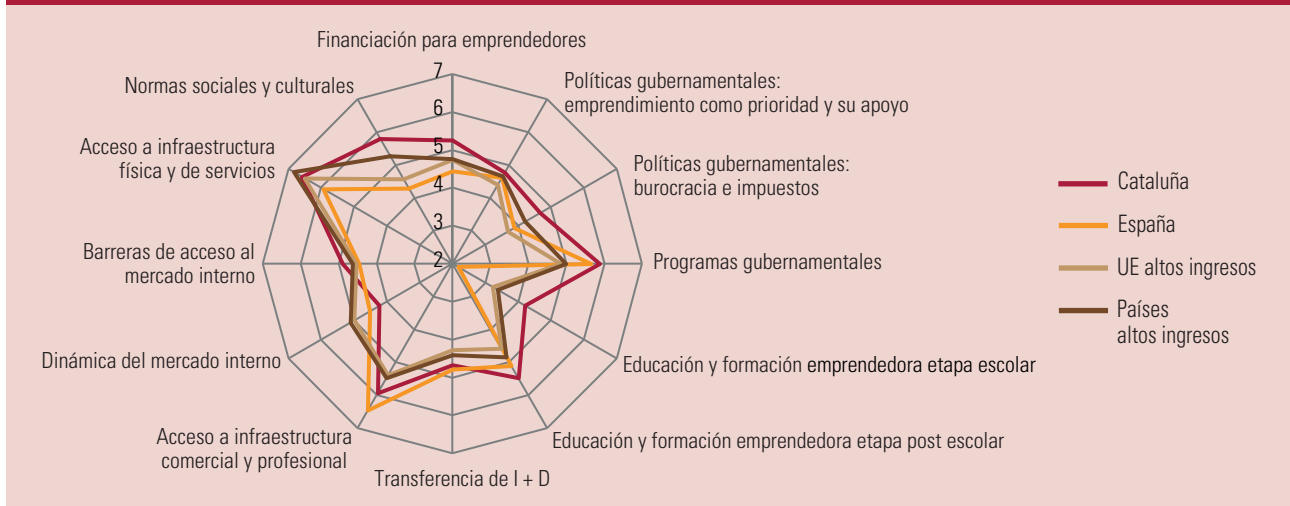 Financiación para emprendedores
Normas sociales y culturales
Políticas gubernamentales:
emprendimiento como prioridad y su apoyo
Acceso a infraestructura
física y de servicios
Políticas gubernamentales:
burocracia e impuestos
7
6
5
4
3
2
Cataluña
España
UE altos ingresos
Países
altos ingresos
Barreras de acceso al
mercado interno
Programas gubernamentales
Dinámica del mercado interno
Educación y formación emprendedora etapa escolar
Acceso a infraestructura
comercial y profesional
Educación y formación emprendedora etapa post escolar
Transferencia de I + D